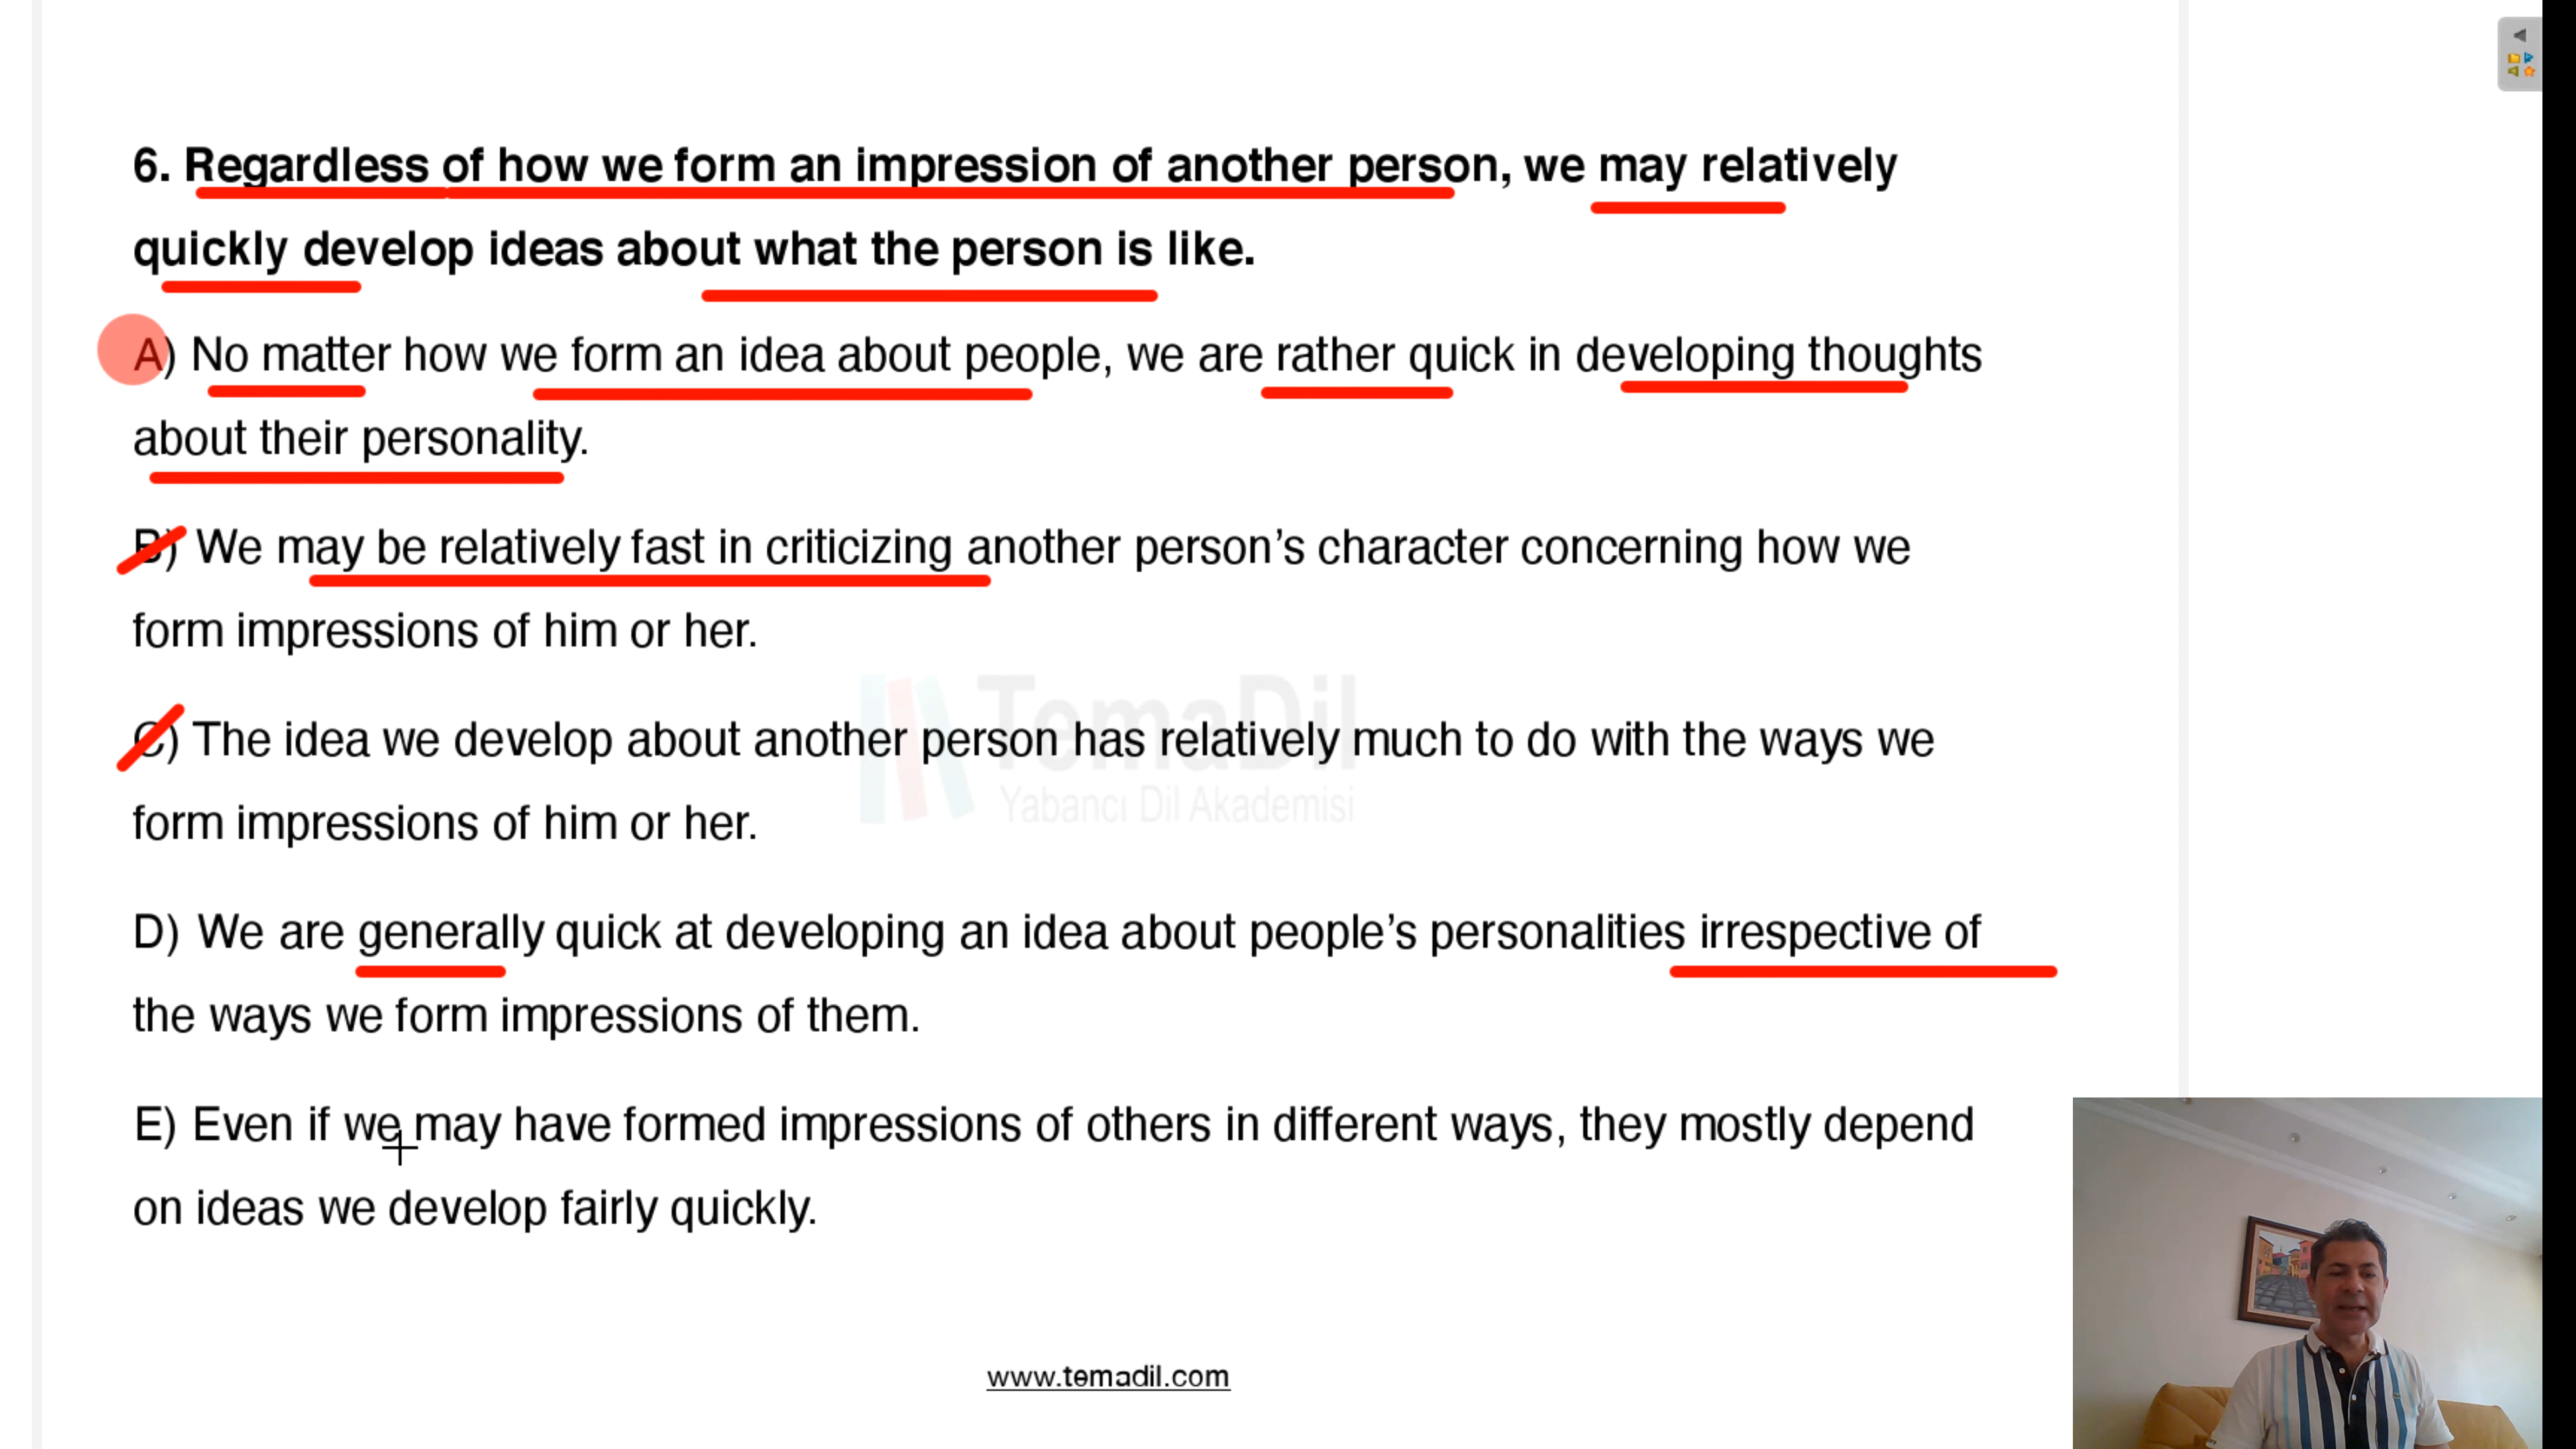 6. Regardless of how we form an impression of another person, we may relatively
quickly develop ideas about what the person is like.
A) No matter how we form an idea about people, we are rather quick in developing thoughts
about their personality.
B) We may be relatively fast in criticizing another person's character concerning how we
form impressions of him or her.
C) The idea we develop about another person has relatively much to do with the ways we
form impressions of him or her.
TemaDil
Yabancı Dil Akademisi
D) We are generally quick at developing an idea about people's personalities irrespective of
the ways we form impressions of them.
E) Even if we may have formed impressions of others in different ways, they mostly depend
on ideas we develop fairly quickly.
www.temadil.com